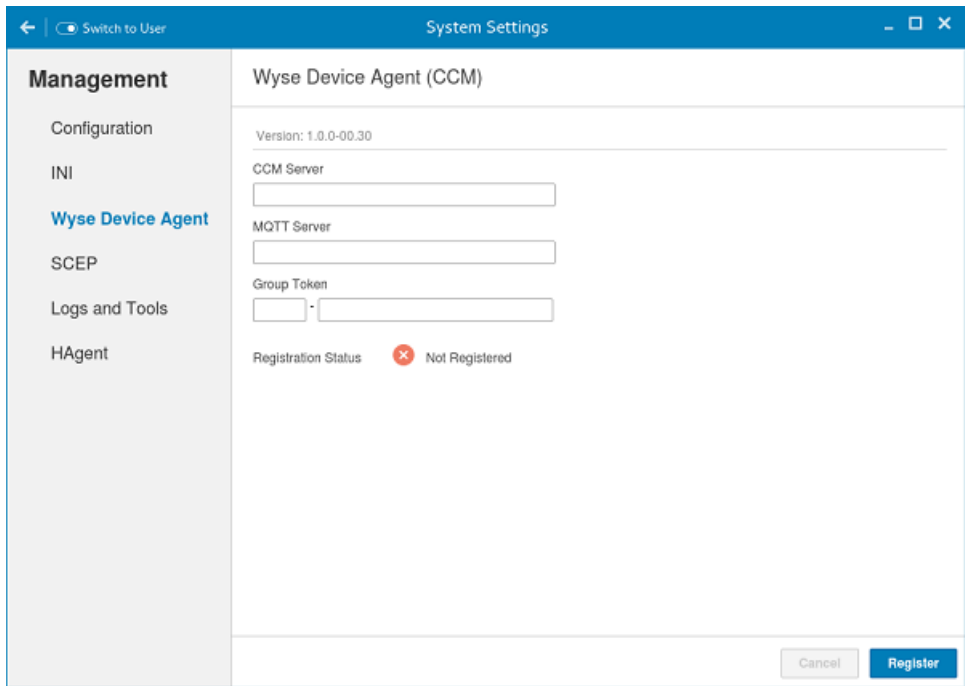 Switch to User
System Settings
Management
Configuration
INI
Wyse Device Agent
SCEP
Logs and Tools
HAgent
Wyse Device Agent (CCM)
Version: 1.0.0-00.30
CCM Server
MQTT Server
Group Token
-
Registration Status Not Registered
Cancel Register